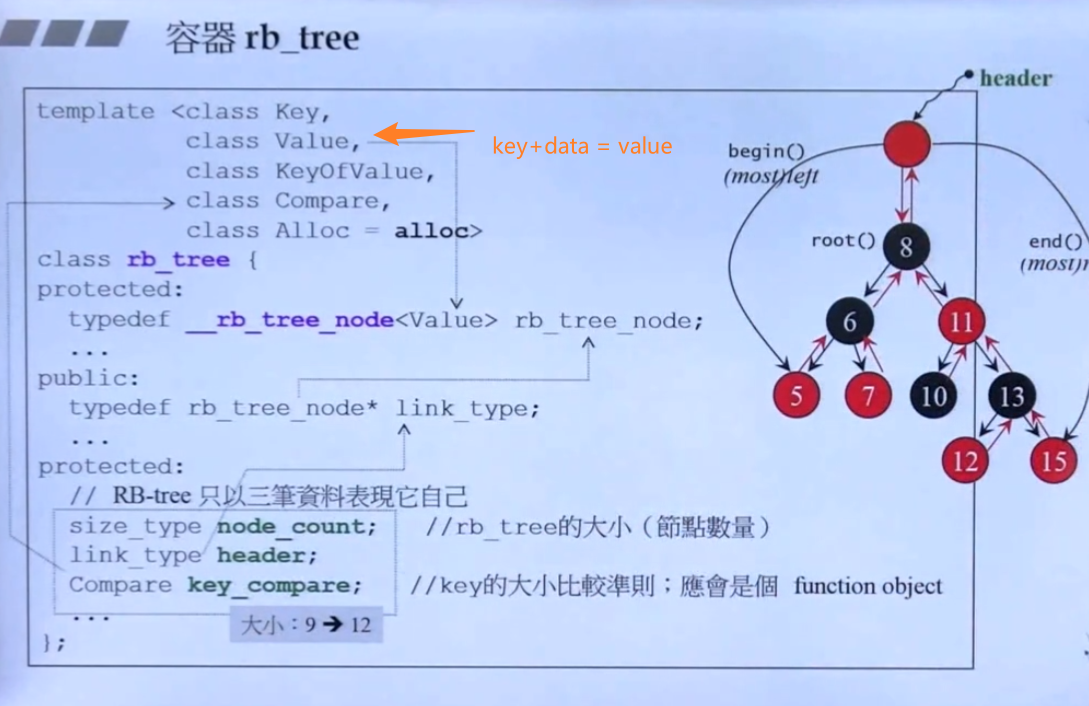 容器 rb_tree
template <class Key,
class Value,
key+data = value
class KeyOfValue,
class Compare,
class Alloc = alloc>
class rb_tree {
protected:
typedef __rb_tree_node<Value> rb_tree_node;
...
public:
typedef rb_tree_node* link_type;
...
protected:
// RB-tree 只以三筆資料表現它自己
size_type node_count; //rb_tree的大小（節點數量）
link_type header;
Compare key_compare; //key的大小比較準則；應會是個 function object
...
大小：9 → 12
};
header
begin()
(most)left
root()
8
end()
(most)r
6
11
5
7
10
13
12
15